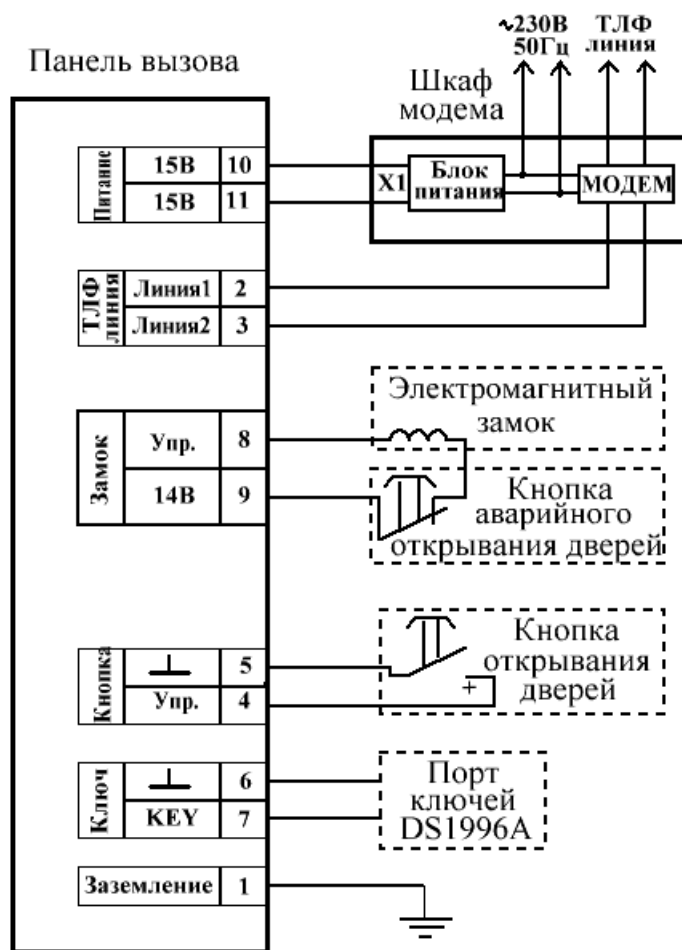 ~230В ТЛФ
50Гц линия
Панель вызова
Шкаф
модема
Питание
15В 10
15В 11
X1
Блок
питания
МОДЕМ
ТЛФ
линия
Линия1 2
Линия2 3
Электромагнитный
замок
Замок
Упр. 8
14В 9
Кнопка
аварийного
открывания дверей
Кнопка
5
Упр. 4
Кнопка
открывания
дверей
+
Ключ
6
KEY 7
Порт
ключей
DS1996A
Заземление 1